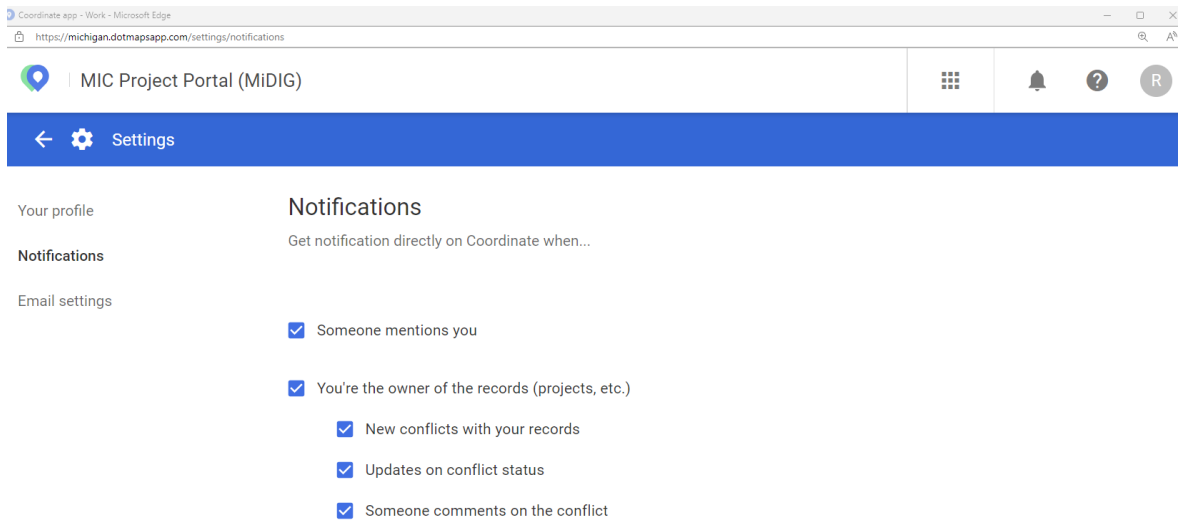 Coordinate app - Work - Microsoft Edge
https://michigan.dotmapsapp.com/settings/notifications
MIC Project Portal (MiDIG)
R
Settings
Your profile
Notifications
Email settings
Notifications
Get notification directly on Coordinate when...
Someone mentions you
You're the owner of the records (projects, etc.)
New conflicts with your records
Updates on conflict status
Someone comments on the conflict